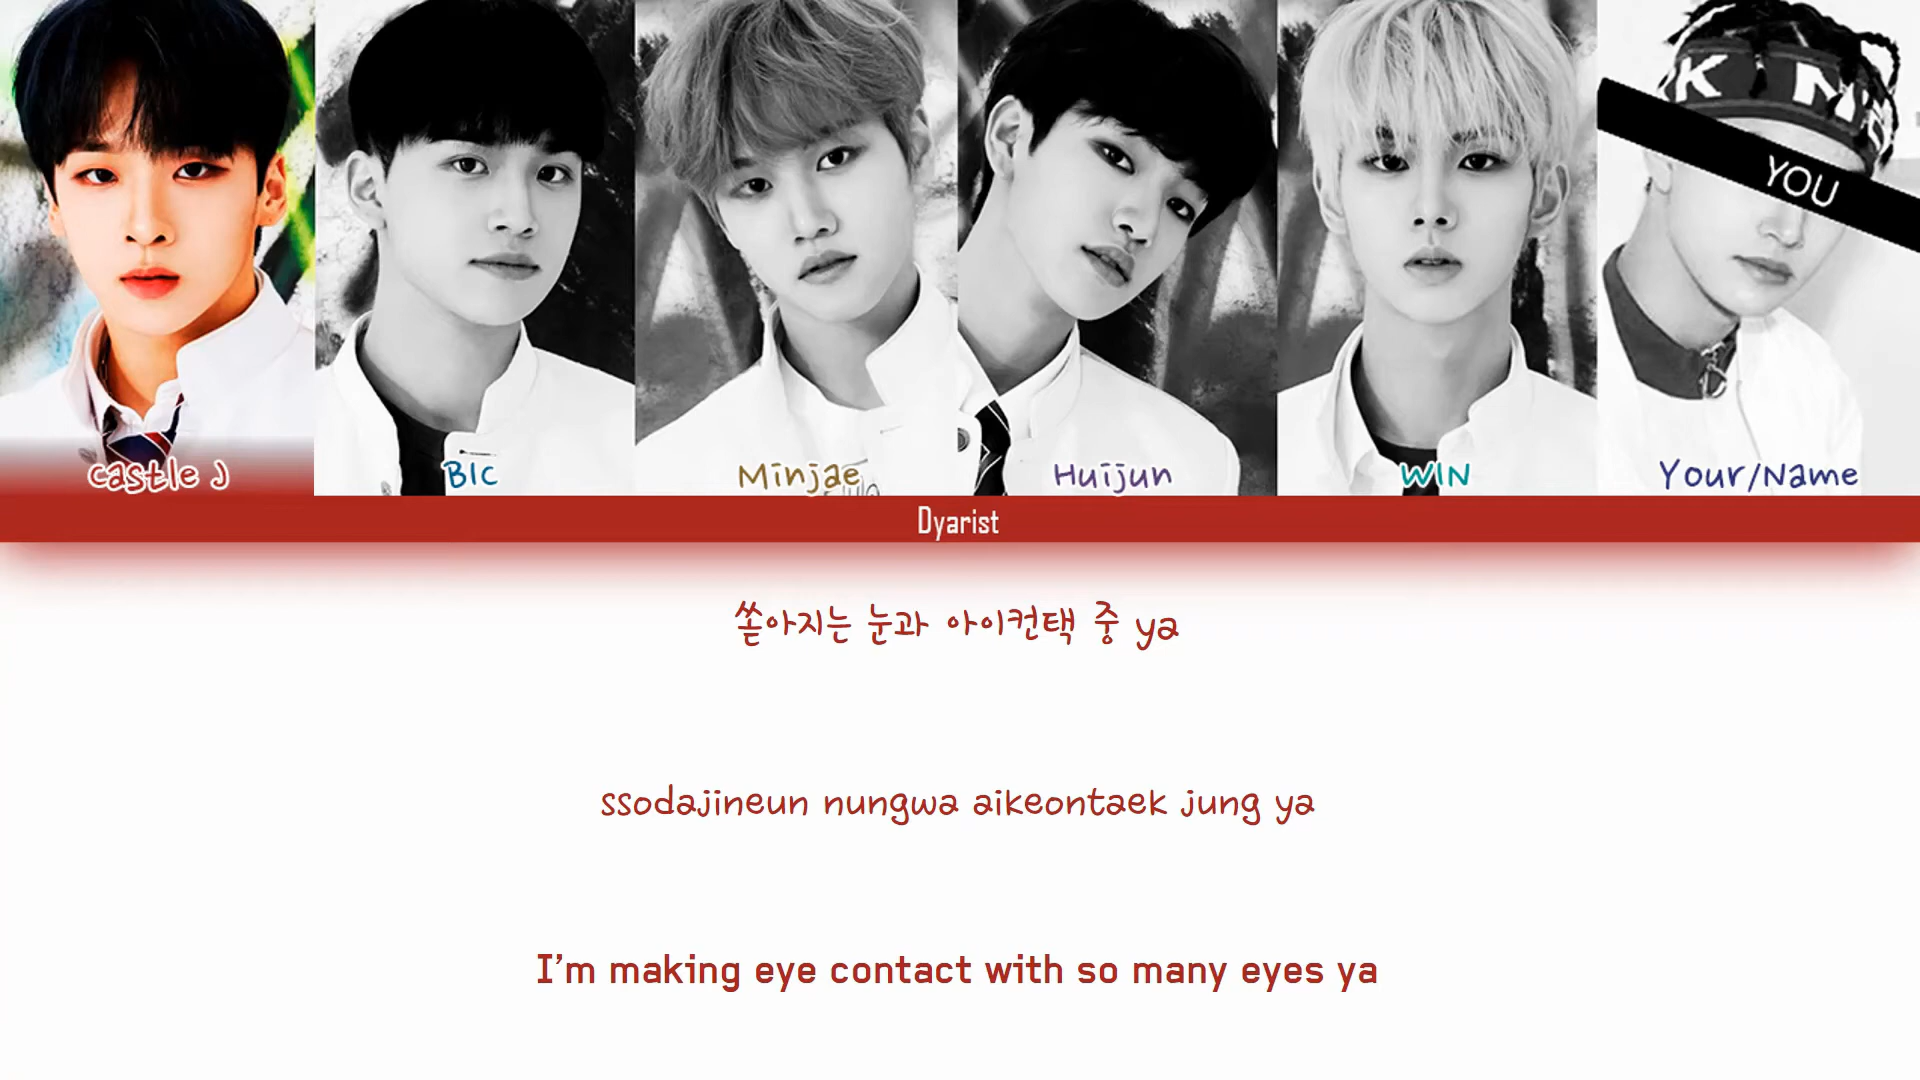 K N
YOU
Castle J
BIC
Minjae
Huijun
WIN
Your/Name
Dyarist
쏟아지는 눈과 아이컨택 중 ya
ssodajineun nungwa aikeontaek jung ya
I'm making eye contact with so many eyes ya